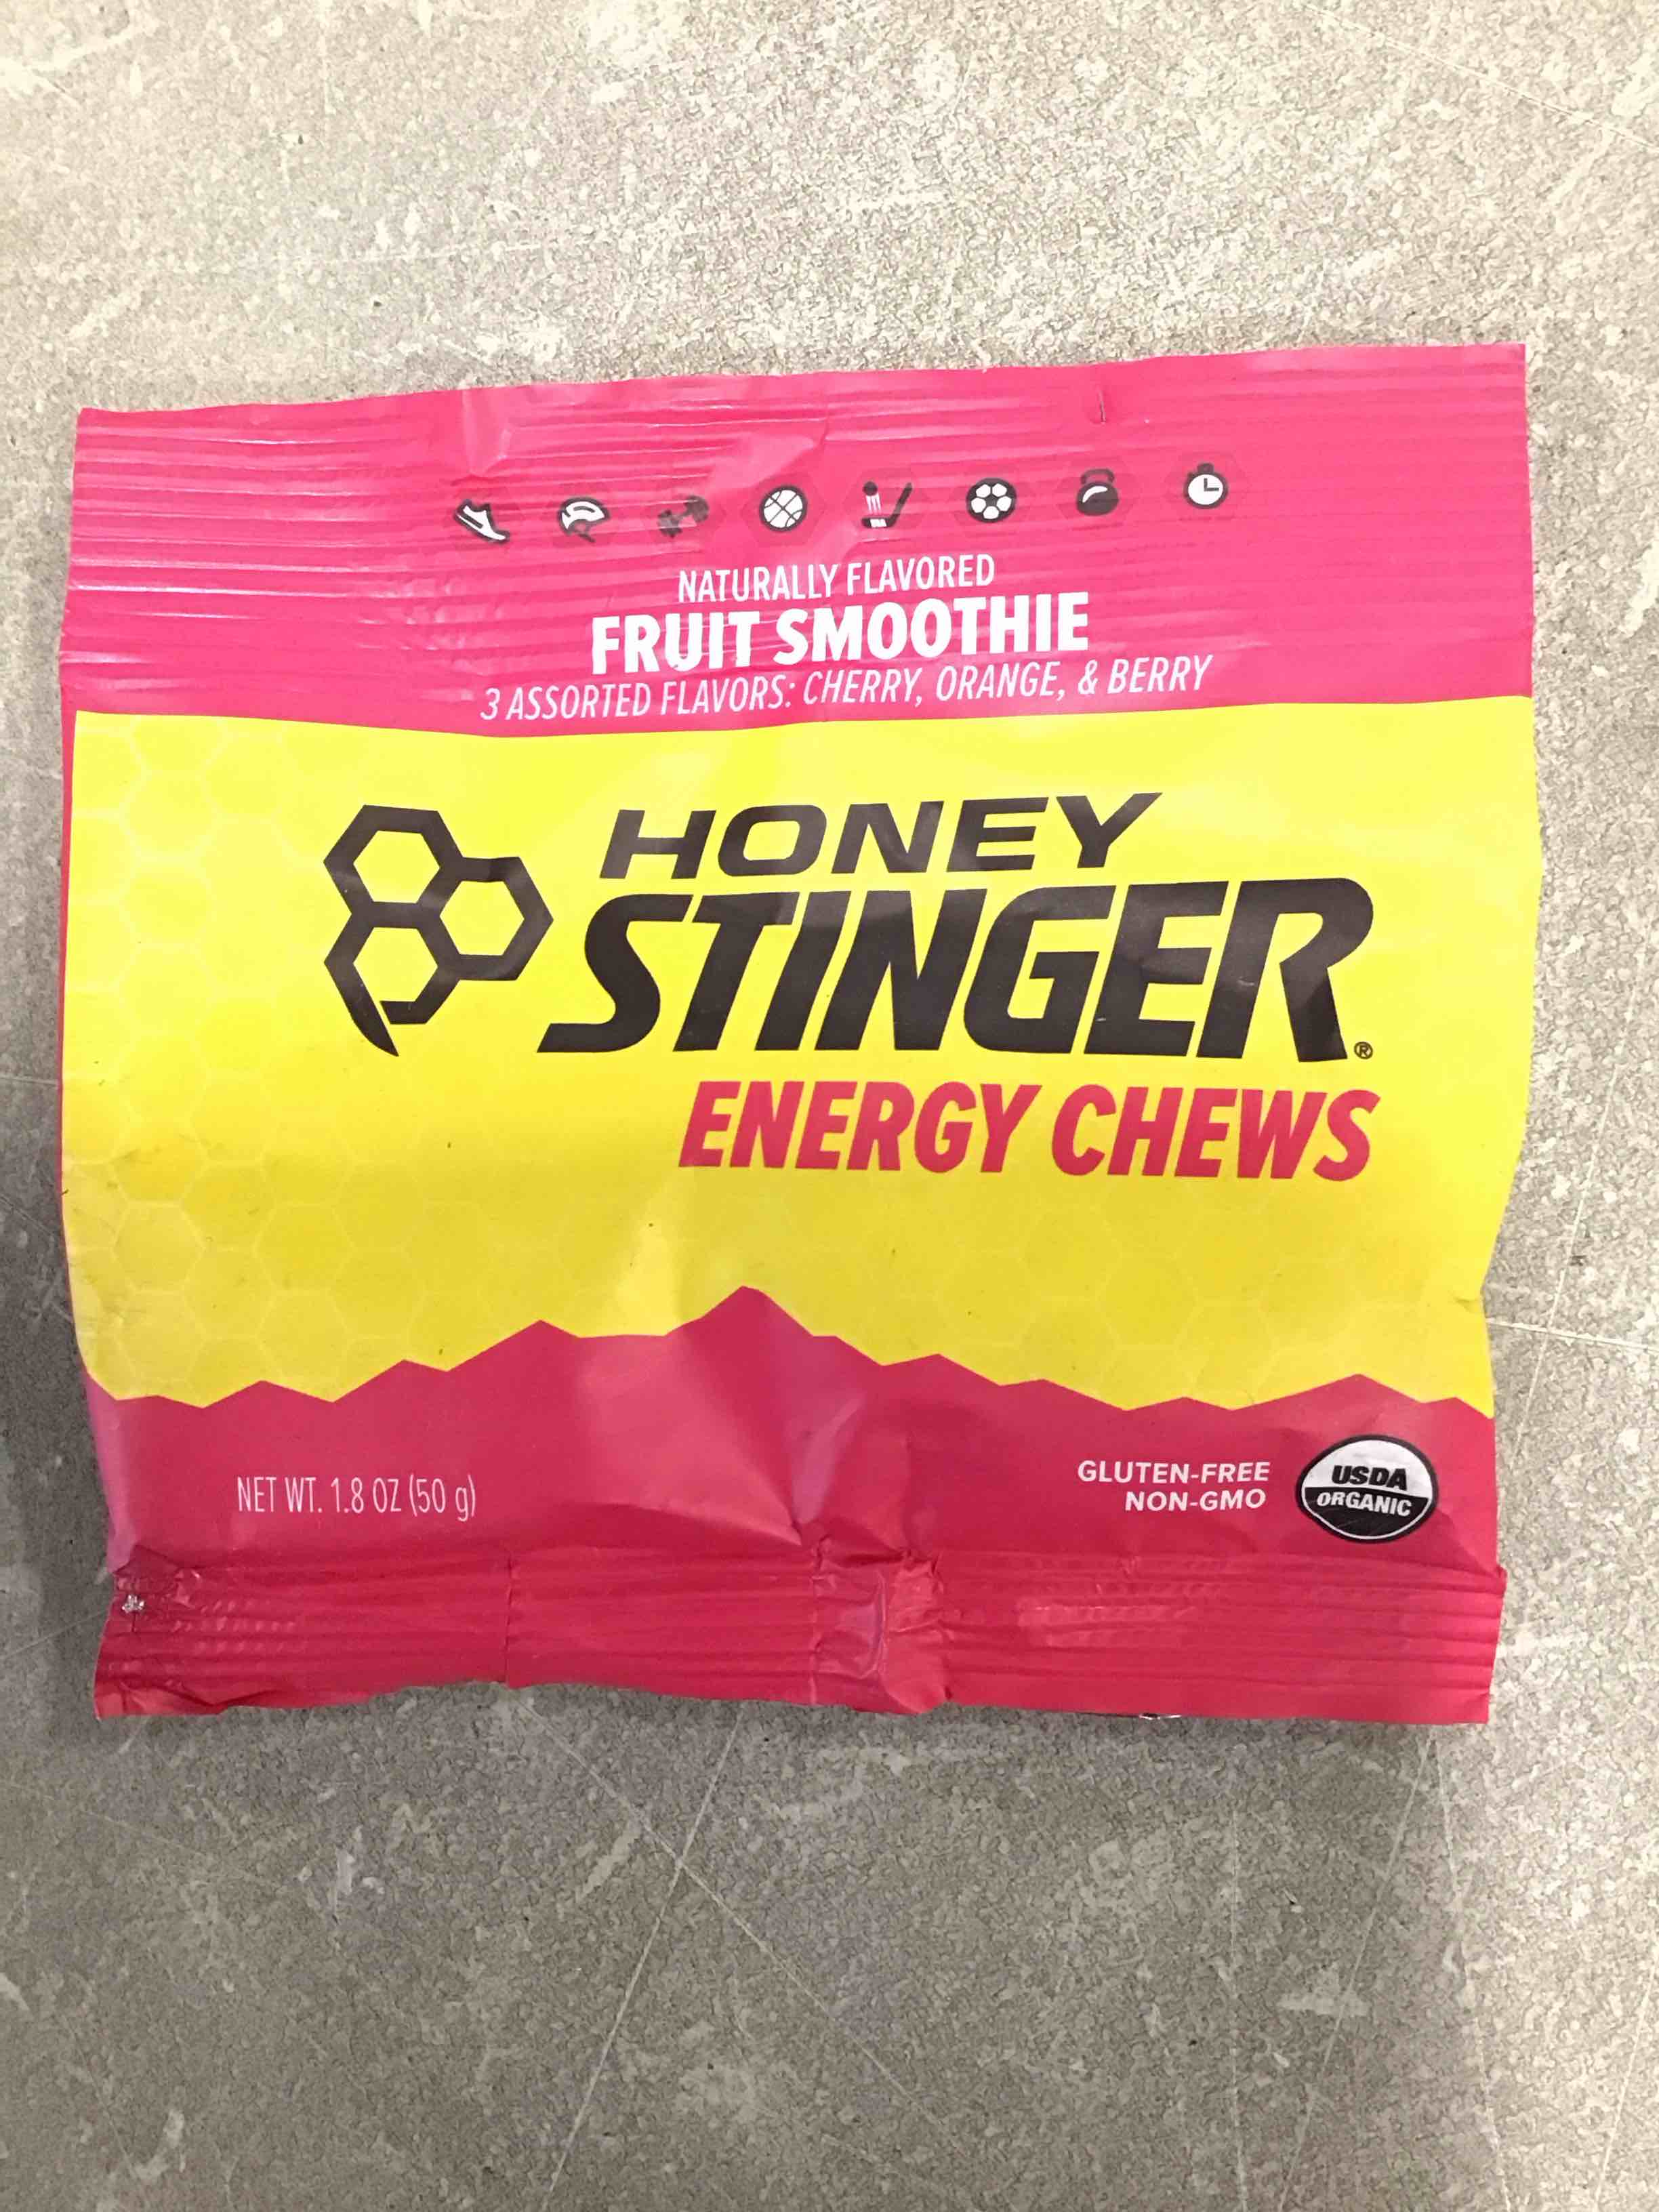 NATURALLY FLAVORED
FRUIT SMOOTHIE
3 ASSORTED FLAVORS: CHERRY, ORANGE, & BERRY
HONEY
STINGER®
ENERGY CHEWS
NET WT. 1.8 OZ (50 g)
GLUTEN-FREE
NON-GMO
USDA
ORGANIC